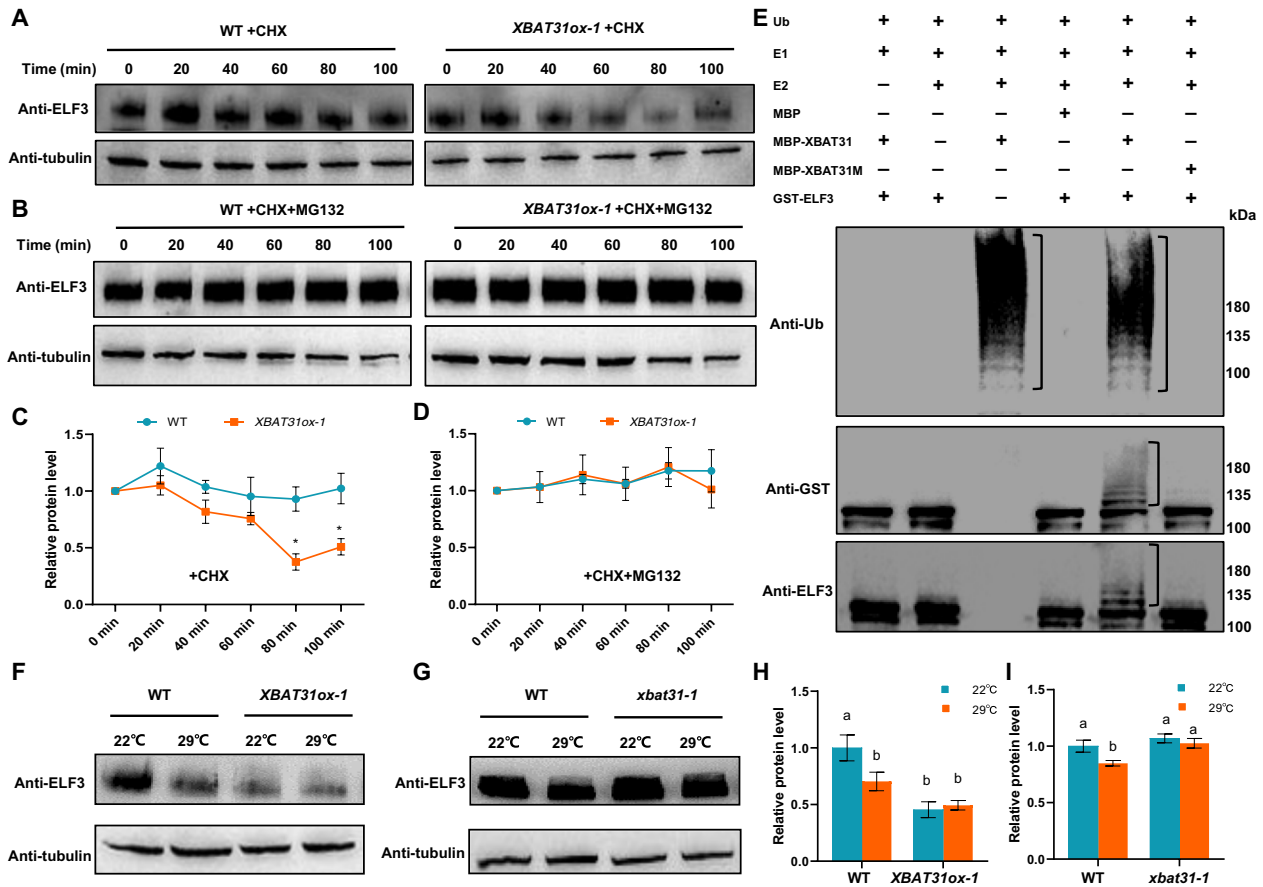 A
WT +CHX
XBAT31ox-1 +CHX
Time (min) 0 20 40 60 80 100 0 20 40 60 80 100
Anti-ELF3
Anti-tubulin
B
WT +CHX+MG132
XBAT31ox-1 +CHX+MG132
Time (min) 0 20 40 60 80 100 0 20 40 60 80 100
Anti-ELF3
Anti-tubulin
C
WT XBAT31ox-1
Relative protein level
1.5
1.0
0.5
0.0
* *
+CHX
0 min 20 min 40 min 60 min 80 min 100 min
D
WT XBAT31ox-1
Relative protein level
1.5
1.0
0.5
0.0
+CHX+MG132
0 min 20 min 40 min 60 min 80 min 100 min
E
Ub + + + + + +
E1 + + + + + +
E2 − + + + + +
MBP − − − + − −
MBP-XBAT31 + − + − + −
MBP-XBAT31M − − − − − +
GST-ELF3 + + − + + +
kDa
Anti-Ub
180
135
100
Anti-GST
180
135
100
Anti-ELF3
180
135
100
F
WT XBAT31ox-1
22℃ 29℃ 22℃ 29℃
Anti-ELF3
Anti-tubulin
G
WT xbat31-1
22℃ 29℃ 22℃ 29℃
Anti-ELF3
Anti-tubulin
H
22℃
29℃
Relative protein level
1.5
1.0
0.5
0.0
a b b b
WT XBAT31ox-1
I
22℃
29℃
Relative protein level
1.5
1.0
0.5
0.0
a b a a
WT xbat31-1